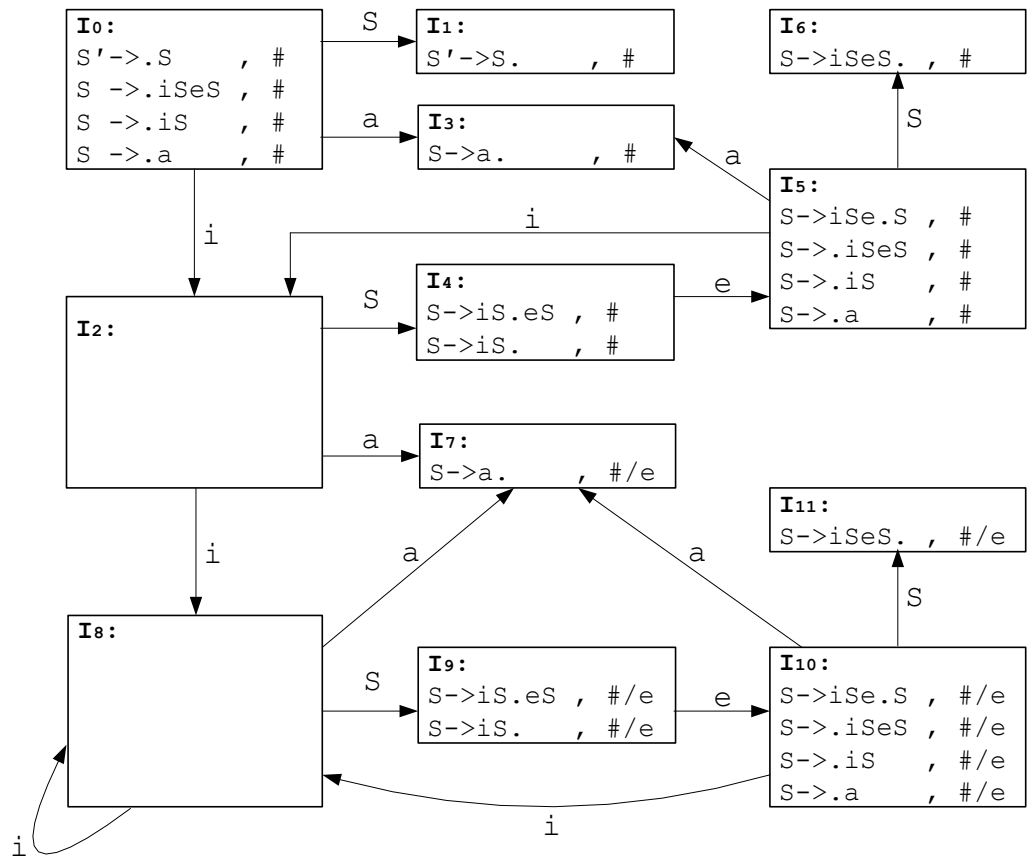 I0:
S'->.S , #
S ->.iSeS , #
S ->.iS , #
S ->.a , #
S
I1:
S'->S. , #
I6:
S->iSeS. , #
a
I3:
S->a. , #
S
a
I5:
S->iSe.S , #
S->.iSeS , #
S->.iS , #
S->.a , #
i
i
I2:
S
I4:
S->iS.eS , #
S->iS. , #
e
a
I7:
S->a. , #/e
I11:
S->iSeS. , #/e
i
a
a
S
I8:
S
I9:
S->iS.eS , #/e
S->iS. , #/e
e
I10:
S->iSe.S , #/e
S->.iSeS , #/e
S->.iS , #/e
S->.a , #/e
i
i